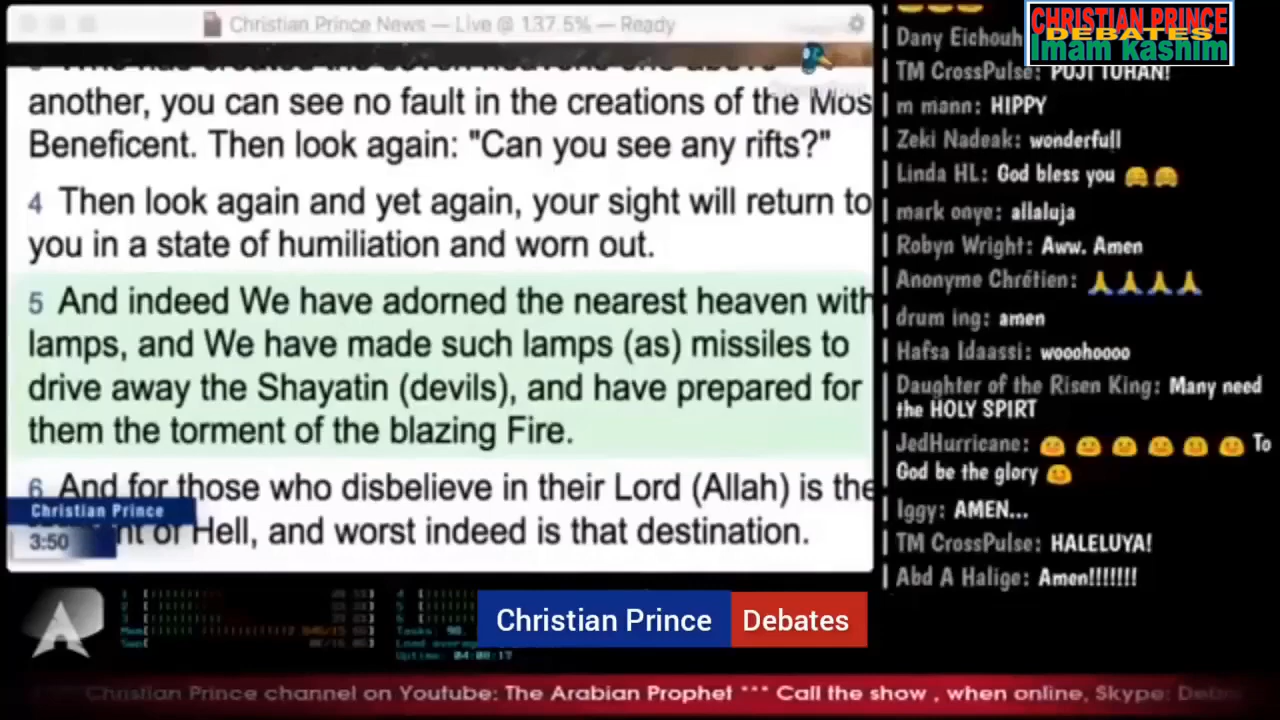 Christian Prince News — Live @ 137.5% — Ready
another, you can see no fault in the creations of the Mos
Beneficent. Then look again: "Can you see any rifts?"
4 Then look again and yet again, your sight will return to
you in a state of humiliation and worn out.
5 And indeed We have adorned the nearest heaven with
lamps, and We have made such lamps (as) missiles to
drive away the Shayatin (devils), and have prepared for
them the torment of the blazing Fire.
6 And for those who disbelieve in their Lord (Allah) is the
nt of Hell, and worst indeed is that destination.
Christian Prince
3:50
CHRISTIAN PRINCE
DEBATES
Imam kashim
Dany Eichouh
TM CrossPulse: PUJI TUHAN!
m mann: HIPPY
Zeki Nadeak: wonderfull
Linda HL: God bless you
mark onye: allaluja
Robyn Wright: Aww. Amen
Anonyme Chrétien:
drum ing: amen
Hafsa Idaassi: wooohoooo
Daughter of the Risen King: Many need
the HOLY SPIRT
JedHurricane: To
God be the glory
Iggy: AMEN...
TM CrossPulse: HALELUYA!
Abd A Halige: Amen!!!!!!!
Christian Prince Debates
Christian Prince channel on Youtube: The Arabian Prophet *** Call the show , when online, Skype: